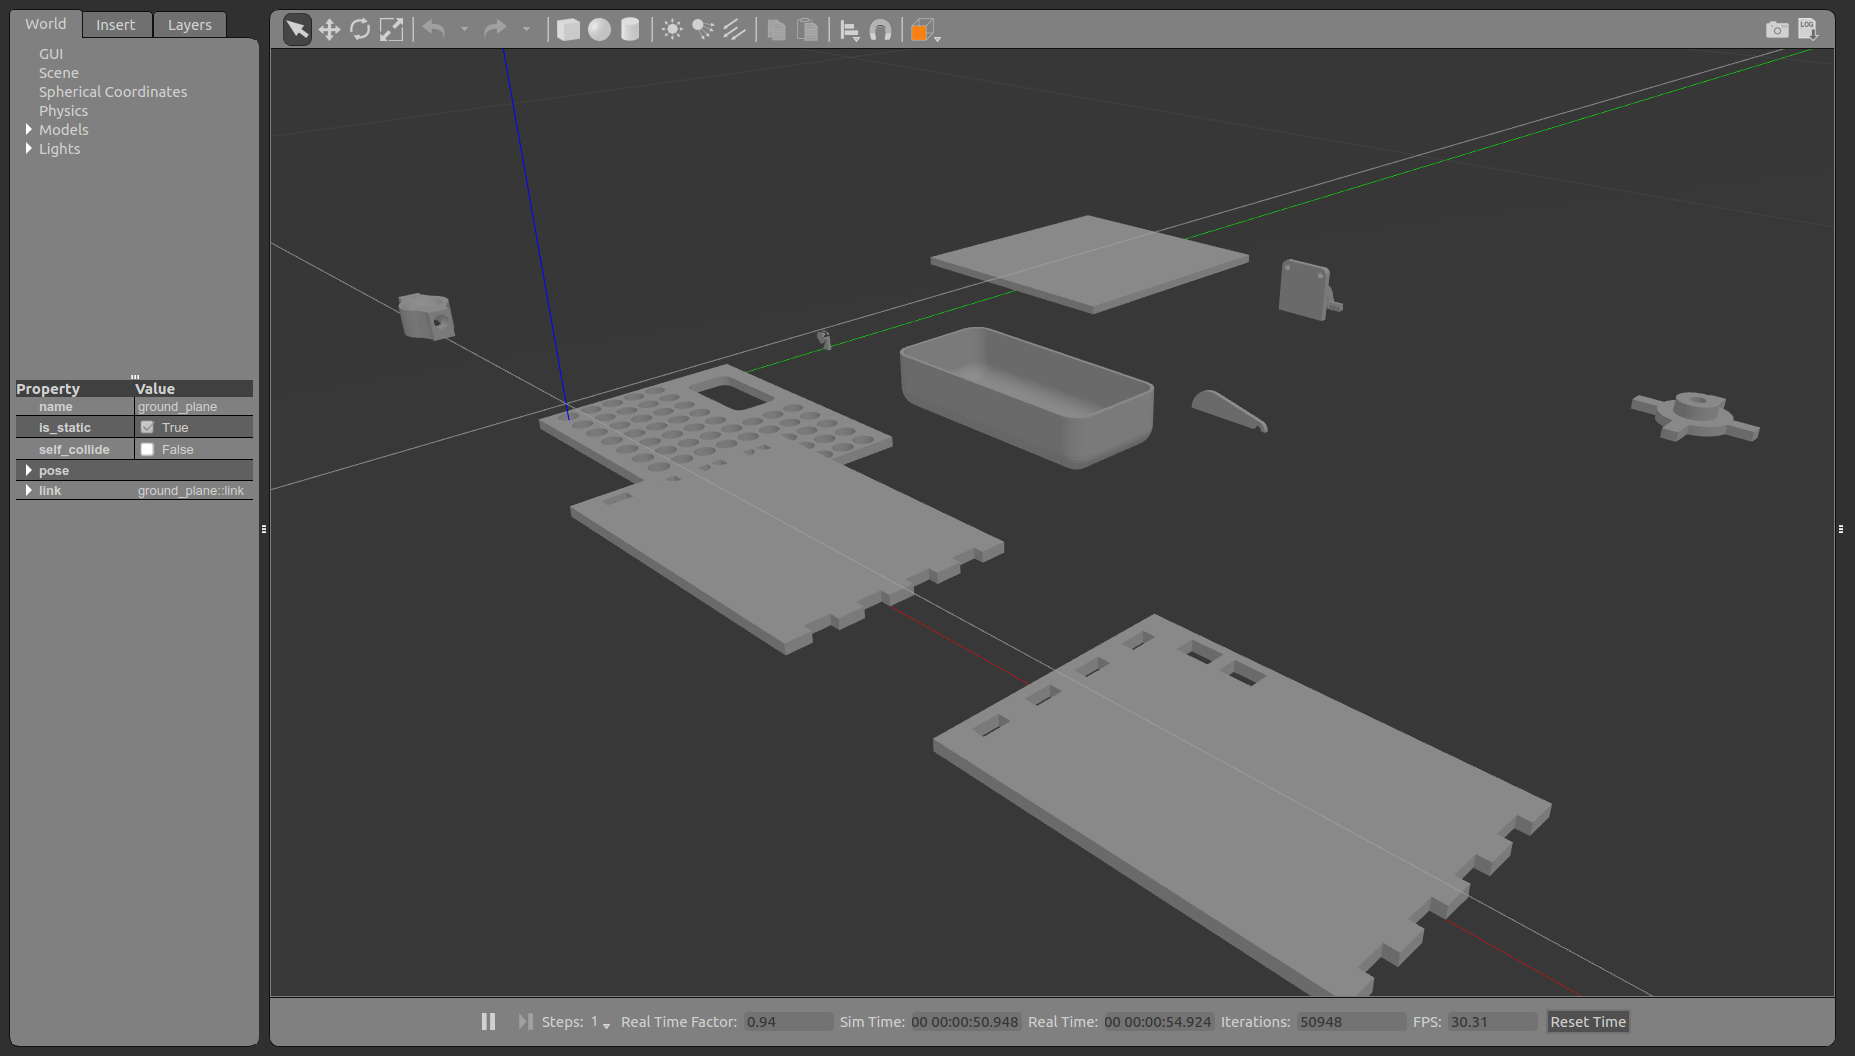 World Insert Layers
GUI
Scene
Spherical Coordinates
Physics
Models
Lights
Property Value
name ground_plane
is_static True
self_collide False
pose
link ground_plane::link
LOG
Steps: 1 Real Time Factor: 0.94 Sim Time: 00 00:00:50.948 Real Time: 00 00:00:54.924 Iterations: 50948 FPS: 30.31 Reset Time